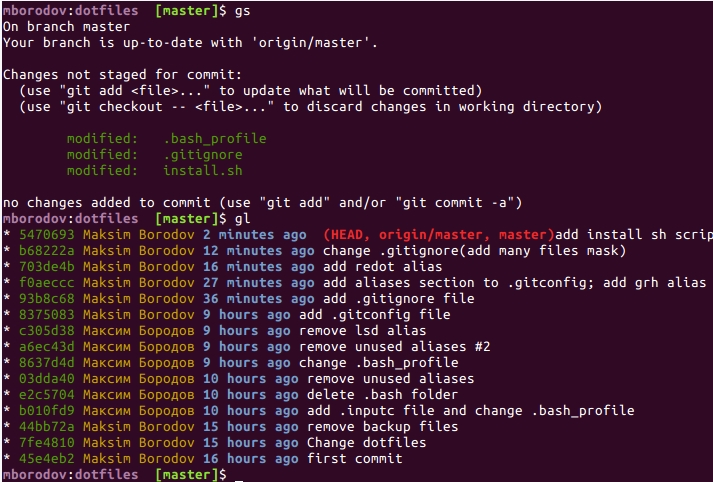 mborodov:dotfiles  [master]$ gs
On branch master
Your branch is up-to-date with 'origin/master'.
Changes not staged for commit:
  (use "git add <file>..." to update what will be committed)
  (use "git checkout -- <file>..." to discard changes in working directory)
        modified:   .bash_profile
        modified:   .gitignore
        modified:   install.sh
no changes added to commit (use "git add" and/or "git commit -a")
mborodov:dotfiles  [master]$ gl
* 5470693 Maksim Borodov 2 minutes ago  (HEAD, origin/master, master)add install sh scrip
* b68222a Maksim Borodov 12 minutes ago change .gitignore(add many files mask)
* 703de4b Maksim Borodov 16 minutes ago add redot alias
* f0aeccc Maksim Borodov 27 minutes ago add aliases section to .gitconfig; add grh alias
* 93b8c68 Maksim Borodov 36 minutes ago add .gitignore file
* 8375083 Maksim Borodov 9 hours ago add .gitconfig file
* c305d38 Максим Бородов 9 hours ago remove lsd alias
* a6ec43d Максим Бородов 9 hours ago remove unused aliases #2
* 8637d4d Максим Бородов 9 hours ago change .bash_profile
* 03dda40 Максим Бородов 10 hours ago remove unused aliases
* e2c5704 Максим Бородов 10 hours ago delete .bash folder
* b010fd9 Максим Бородов 10 hours ago add .inputc file and change .bash_profile
* 44bb72a Максим Бородов 15 hours ago remove backup files
* 7fe4810 Максим Бородов 15 hours ago Change dotfiles
* 45e4eb2 Максим Бородов 16 hours ago first commit
mborodov:dotfiles  [master]$ _